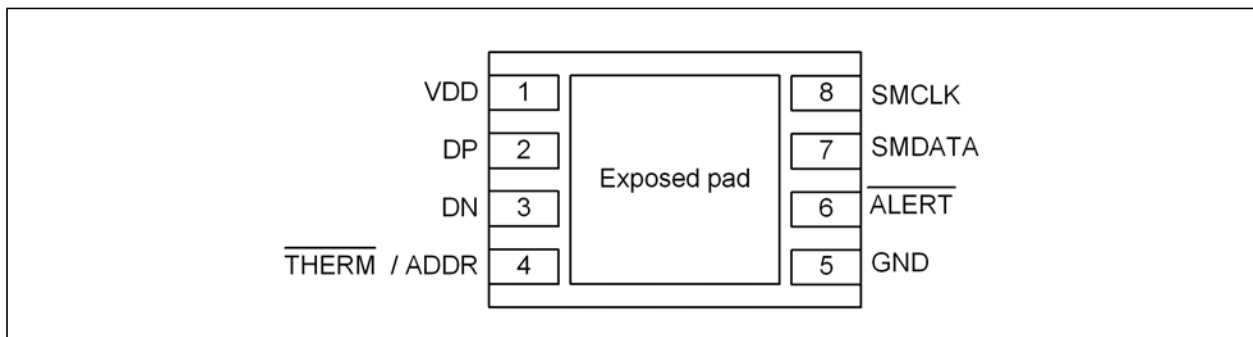 VDD 1 8 SMCLK
DP 2 7 SMDATA
Exposed pad
DN 3 6 ALERT
THERM / ADDR 4 5 GND